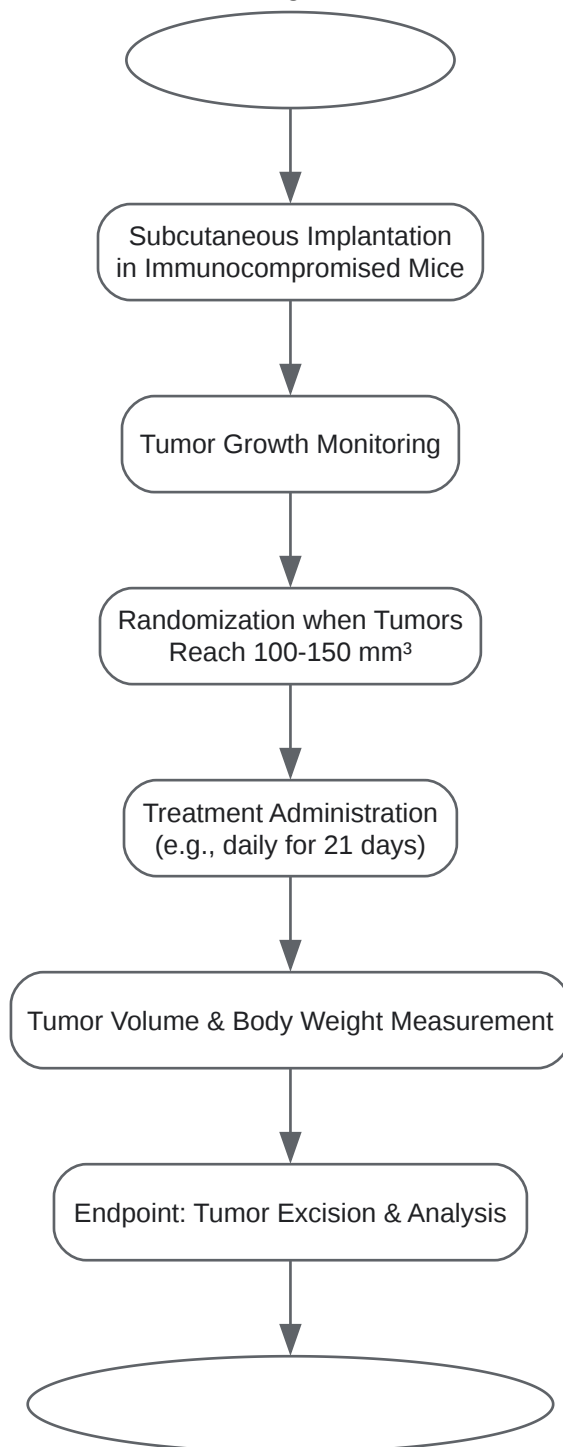 Subcutaneous Implantation
in Immunocompromised Mice
Tumor Growth Monitoring
Randomization when Tumors
Reach 100-150 mm³
Treatment Administration
(e.g., daily for 21 days)
Tumor Volume & Body Weight Measurement
Endpoint: Tumor Excision & Analysis